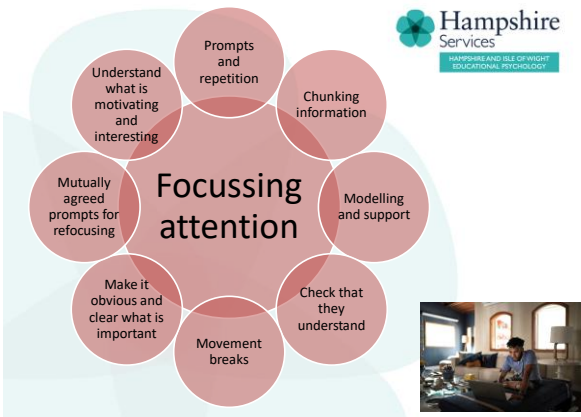 Hampshire
Services
HAMPSHIRE AND ISLE OF WIGHT
EDUCATIONAL PSYCHOLOGY
Focussing
attention
Prompts
and
repetition
Chunking
information
Modelling
and support
Check that
they
understand
Movement
breaks
Make it
obvious and
clear what is
important
Mutually
agreed
prompts for
refocusing
Understand
what is
motivating
and
interesting